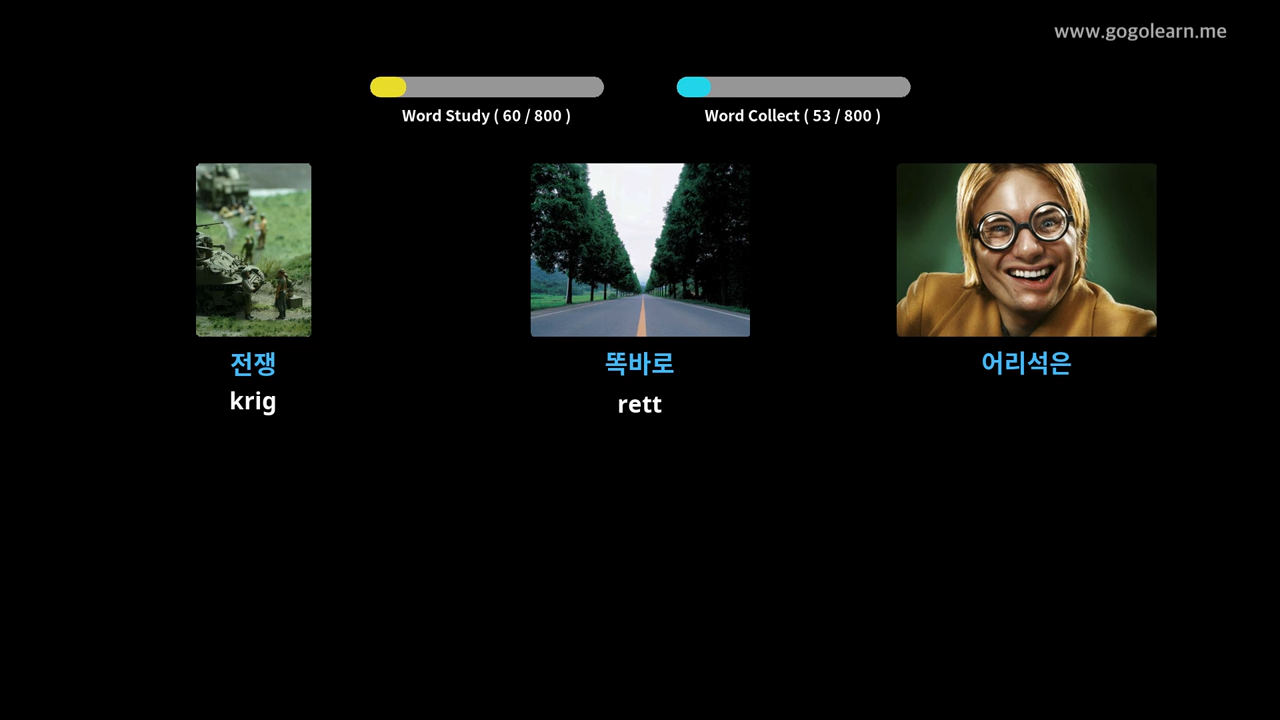 www.gogolearn.me
Word Study ( 60 / 800 )
Word Collect ( 53 / 800 )
전쟁
krig
똑바로
rett
어리석은